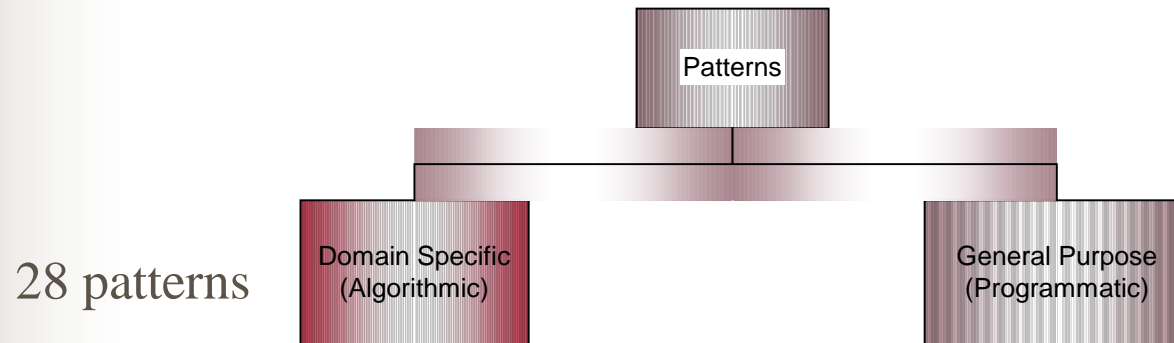 Patterns
28 patterns
Domain Specific
(Algorithmic)
General Purpose
(Programmatic)